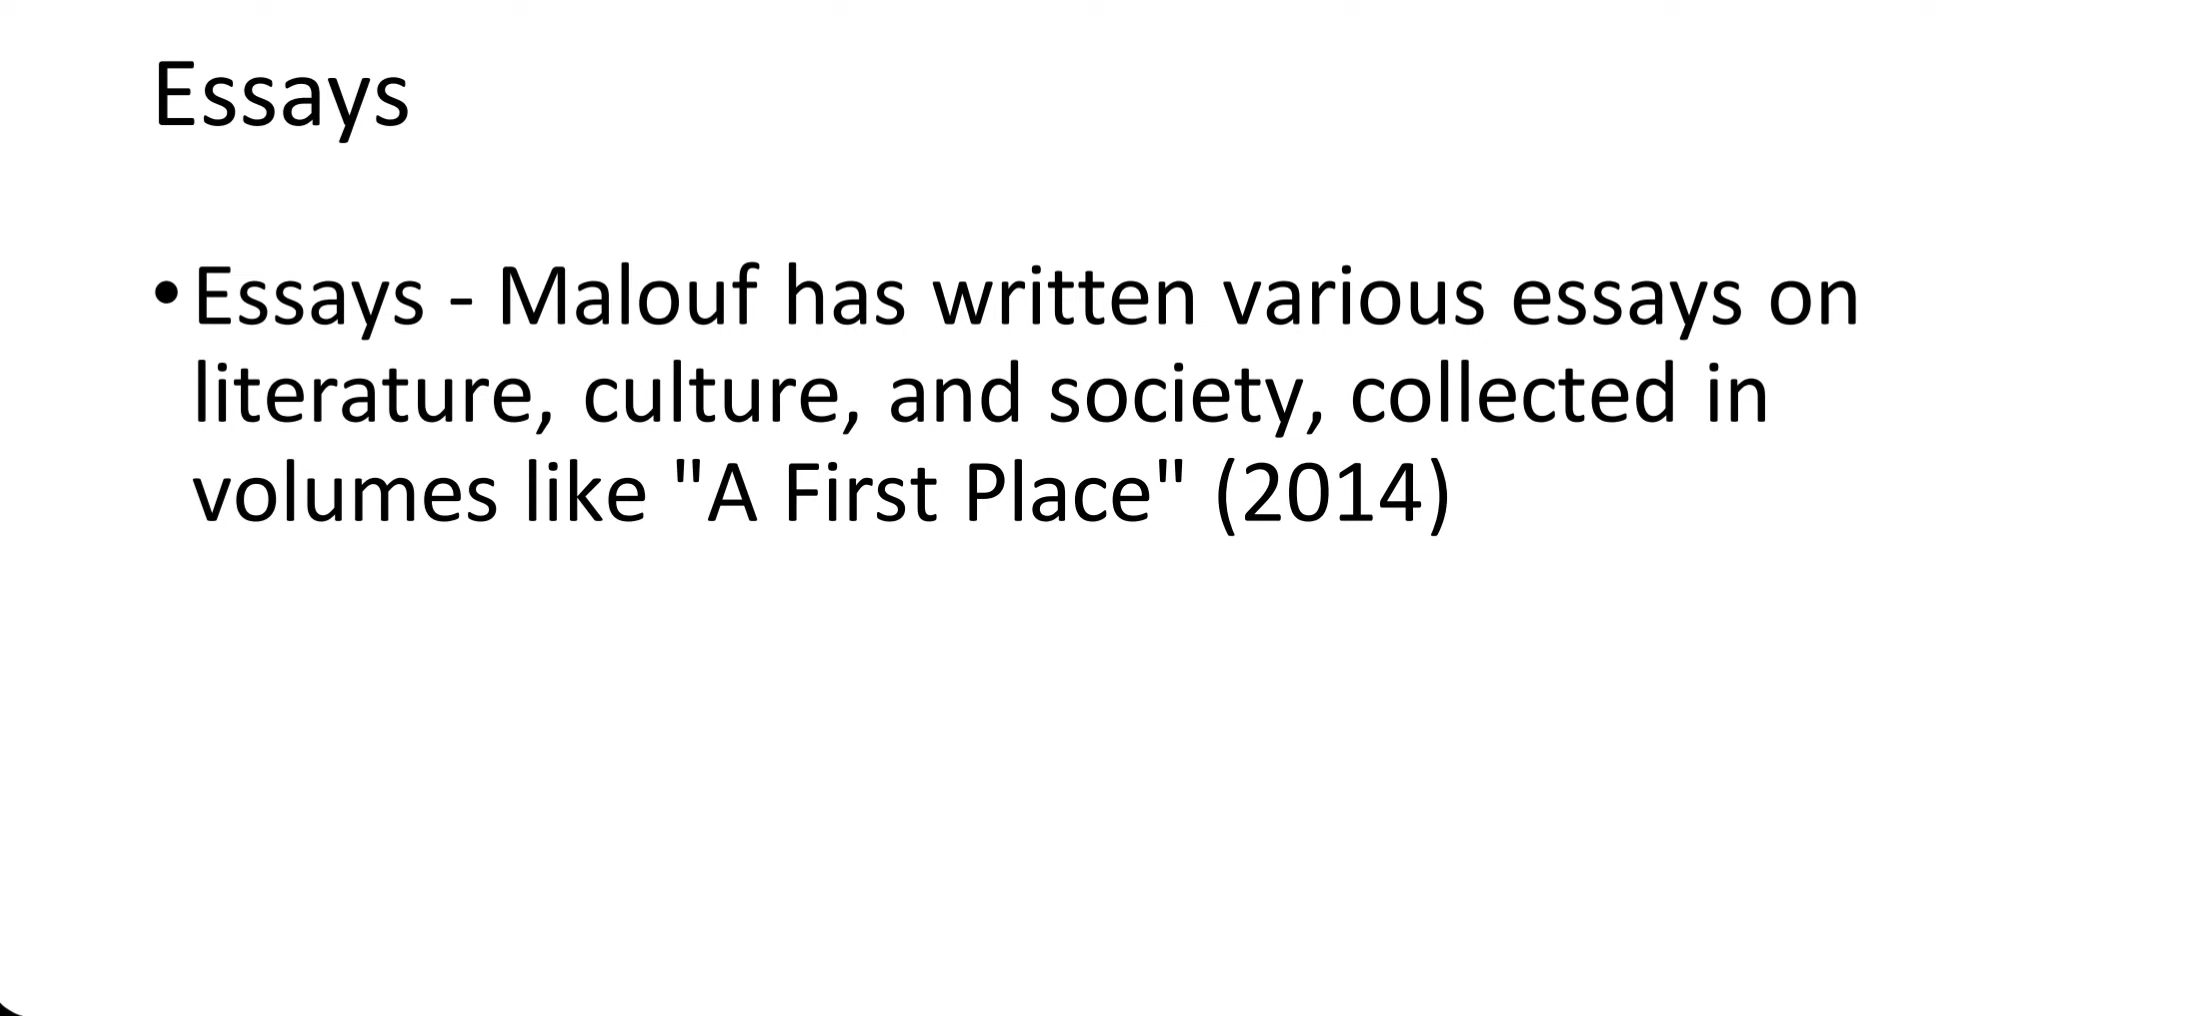 Essays
•Essays - Malouf has written various essays on
literature, culture, and society, collected in
volumes like "A First Place" (2014)